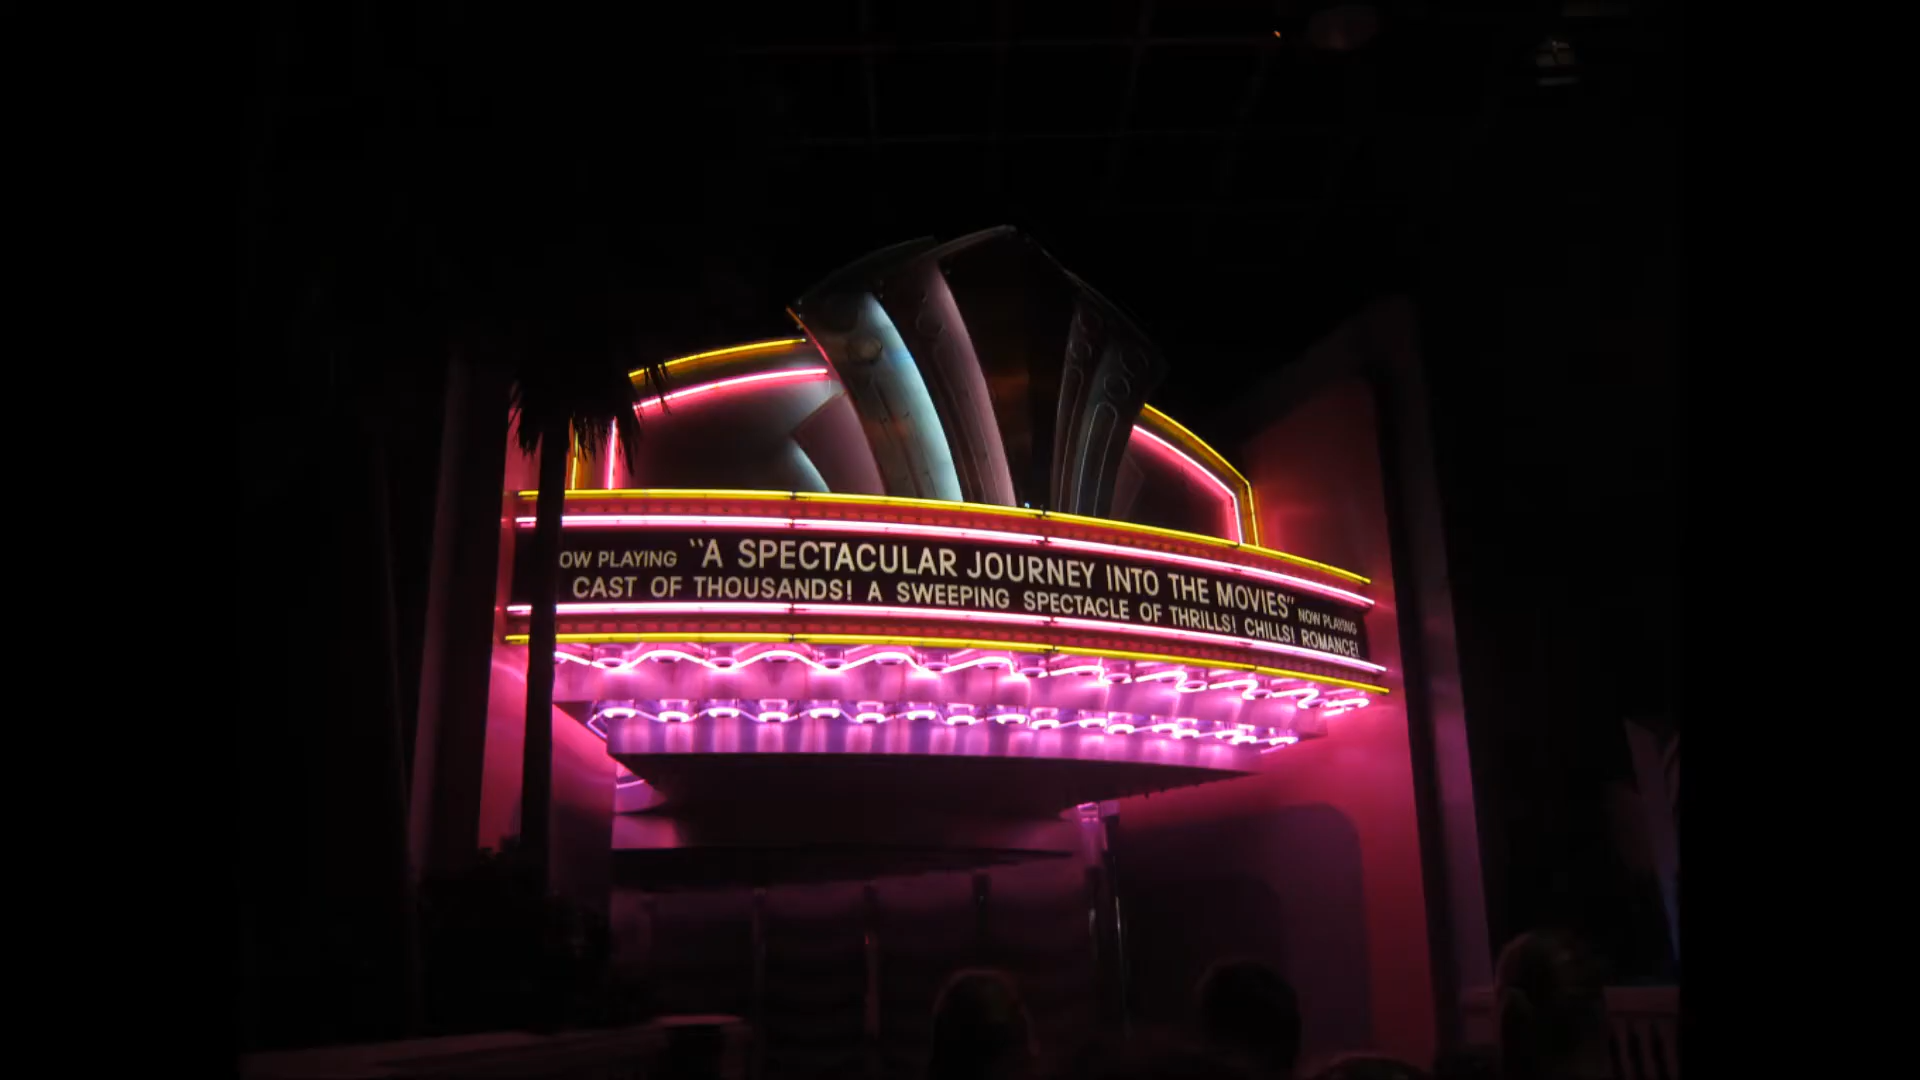 OW PLAYING "A SPECTACULAR JOURNEY INTO THE MOVIES" NOW PLAYING
CAST OF THOUSANDS! A SWEEPING SPECTACLE OF THRILLS! CHILLS! ROMANCE!